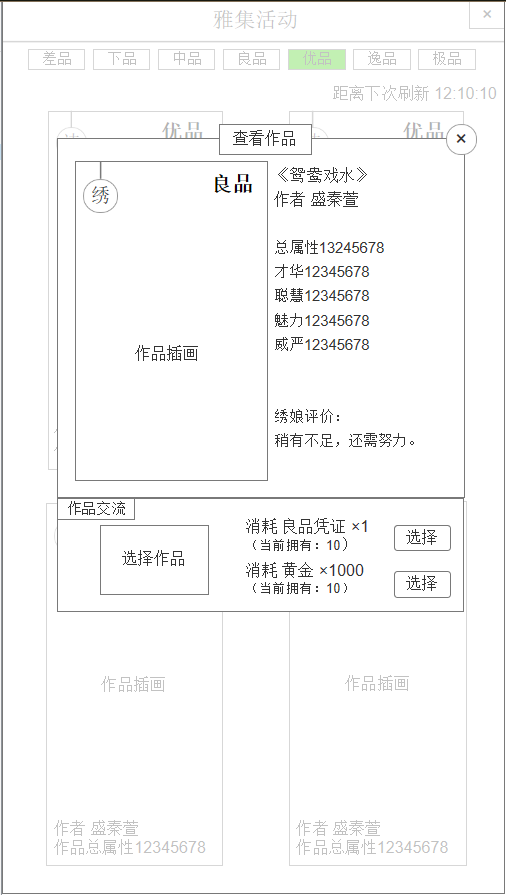 雅集活动
×
差品 下品 中品 良品 优品 逸品 极品
距离下次刷新 12:10:10
优品 优品
查看作品
×
绣
良品
作品插画
《鸳鸯戏水》
作者 盛秦萱
总属性13245678
才华12345678
聪慧12345678
魅力12345678
威严12345678
绣娘评价：
稍有不足，还需努力。
作品交流
选择作品
消耗 良品凭证 ×1
（当前拥有：10）
选择
消耗 黄金 ×1000
（当前拥有：10）
选择
作品插画 作品插画
作者 盛秦萱 作者 盛秦萱
作品总属性12345678 作品总属性12345678